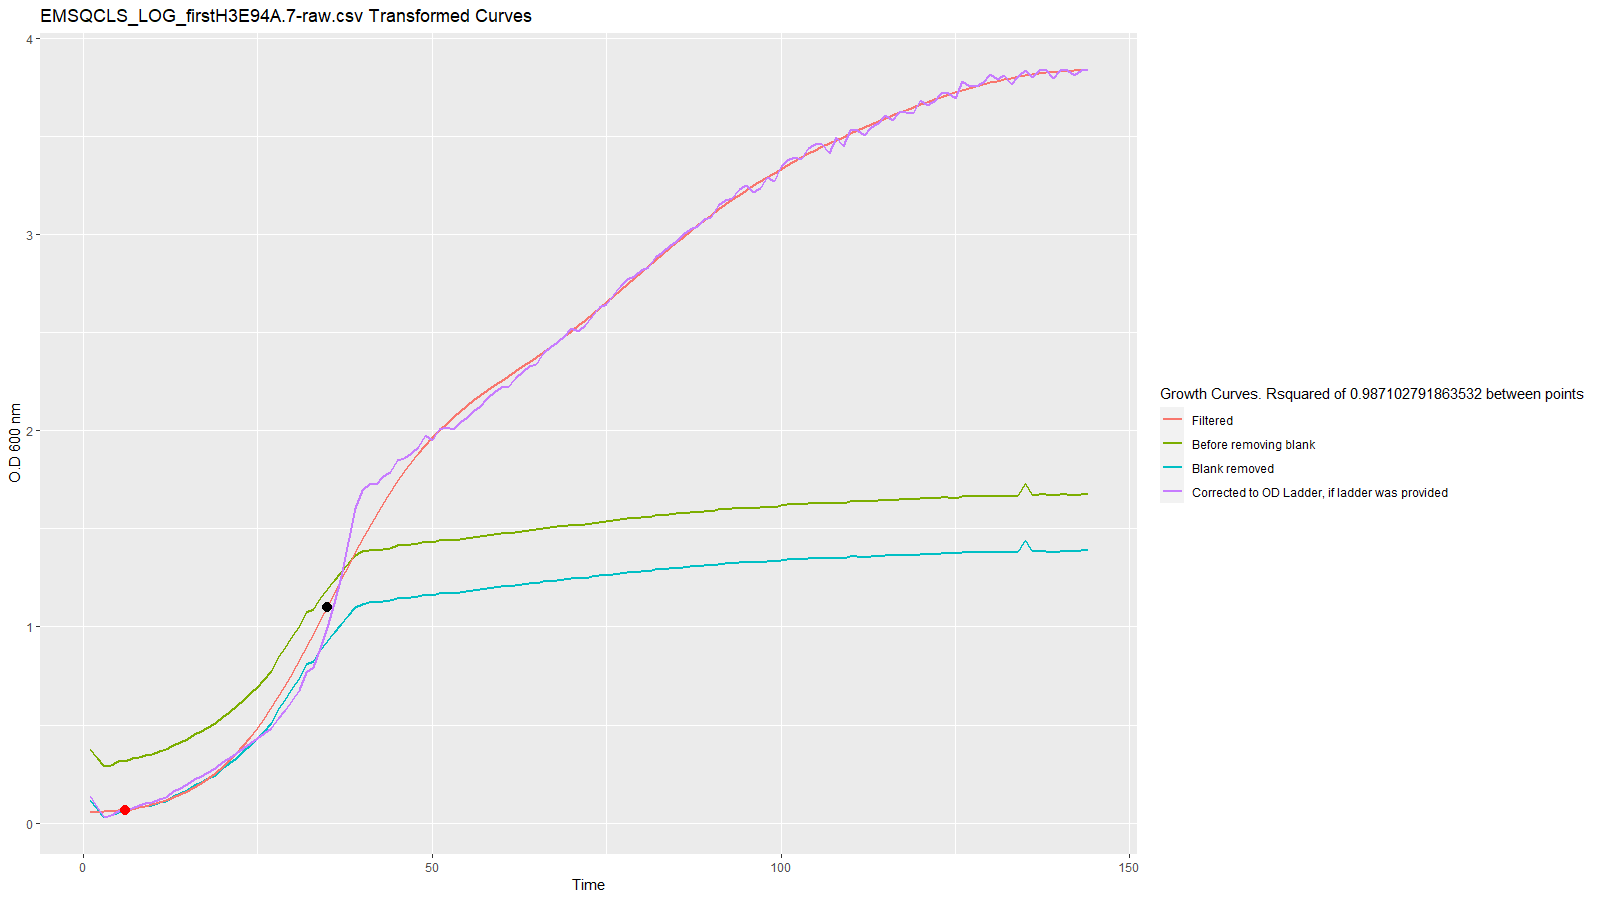 EMSQCLS_LOG_firstH3E94A.7-raw.csv Transformed Curves
4
3
2
1
0
O.D 600 nm
0
50
100
150
Time
Growth Curves. Rsquared of 0.987102791863532 between points
Filtered
Before removing blank
Blank removed
Corrected to OD Ladder, if ladder was provided